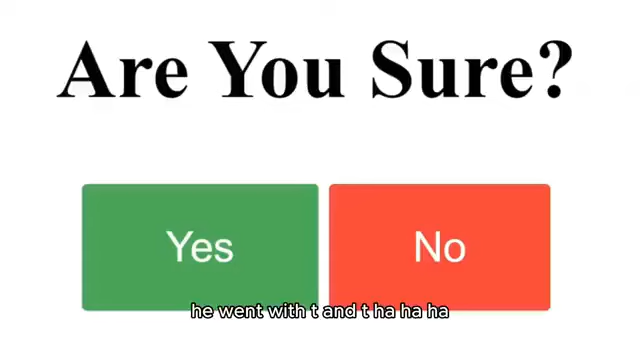 Are You Sure?
Yes No
he went with t and t ha ha ha